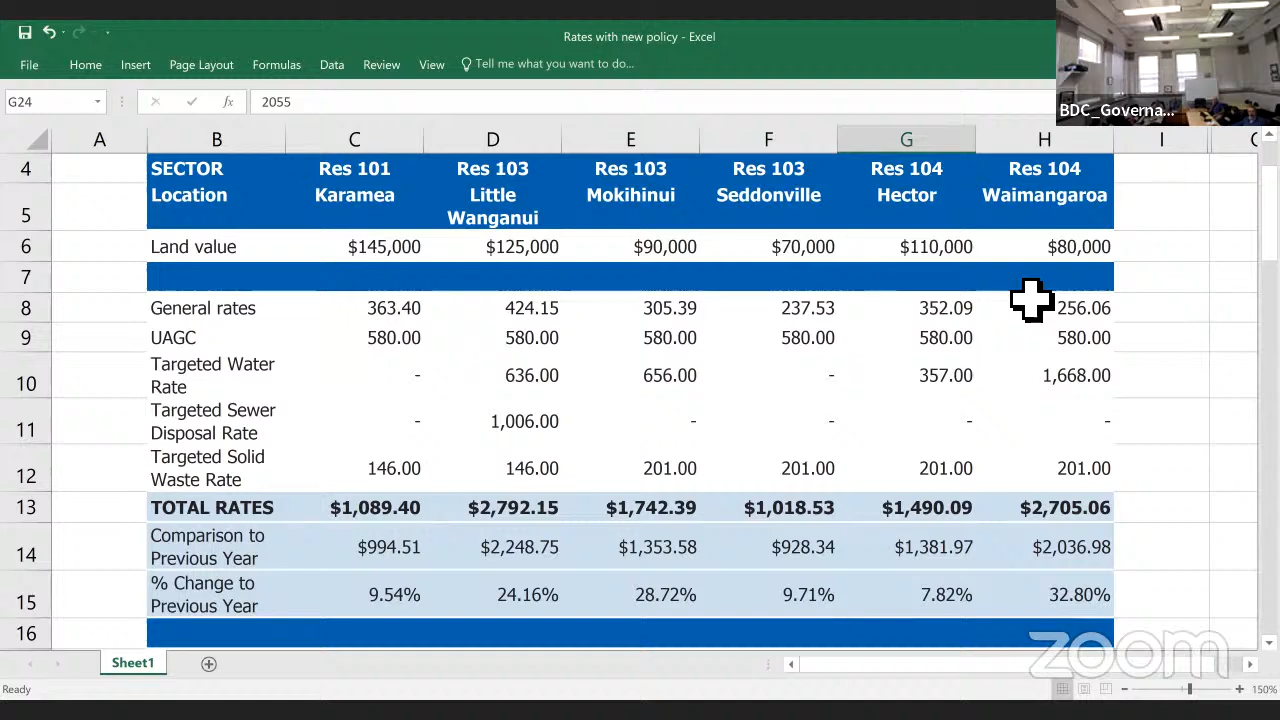 Rates with new policy - Excel
File Home Insert Page Layout Formulas Data Review View Tell me what you want to do...
BDC_Governa...
G24 fx 2055
A B C D E F G H I
4 SECTOR Res 101 Res 103 Res 103 Res 103 Res 104 Res 104
5 Location Karamea Little Wanganui Mokihinui Seddonville Hector Waimangaroa
6 Land value $145,000 $125,000 $90,000 $70,000 $110,000 $80,000
7
8 General rates 363.40 424.15 305.39 237.53 352.09 256.06
9 UAGC 580.00 580.00 580.00 580.00 580.00 580.00
10 Targeted Water Rate - 636.00 656.00 - 357.00 1,668.00
11 Targeted Sewer Disposal Rate - 1,006.00 - - - -
12 Targeted Solid Waste Rate 146.00 146.00 201.00 201.00 201.00 201.00
13 TOTAL RATES $1,089.40 $2,792.15 $1,742.39 $1,018.53 $1,490.09 $2,705.06
14 Comparison to Previous Year $994.51 $2,248.75 $1,353.58 $928.34 $1,381.97 $2,036.98
15 % Change to Previous Year 9.54% 24.16% 28.72% 9.71% 7.82% 32.80%
16
zoom
Sheet1
Ready 150%